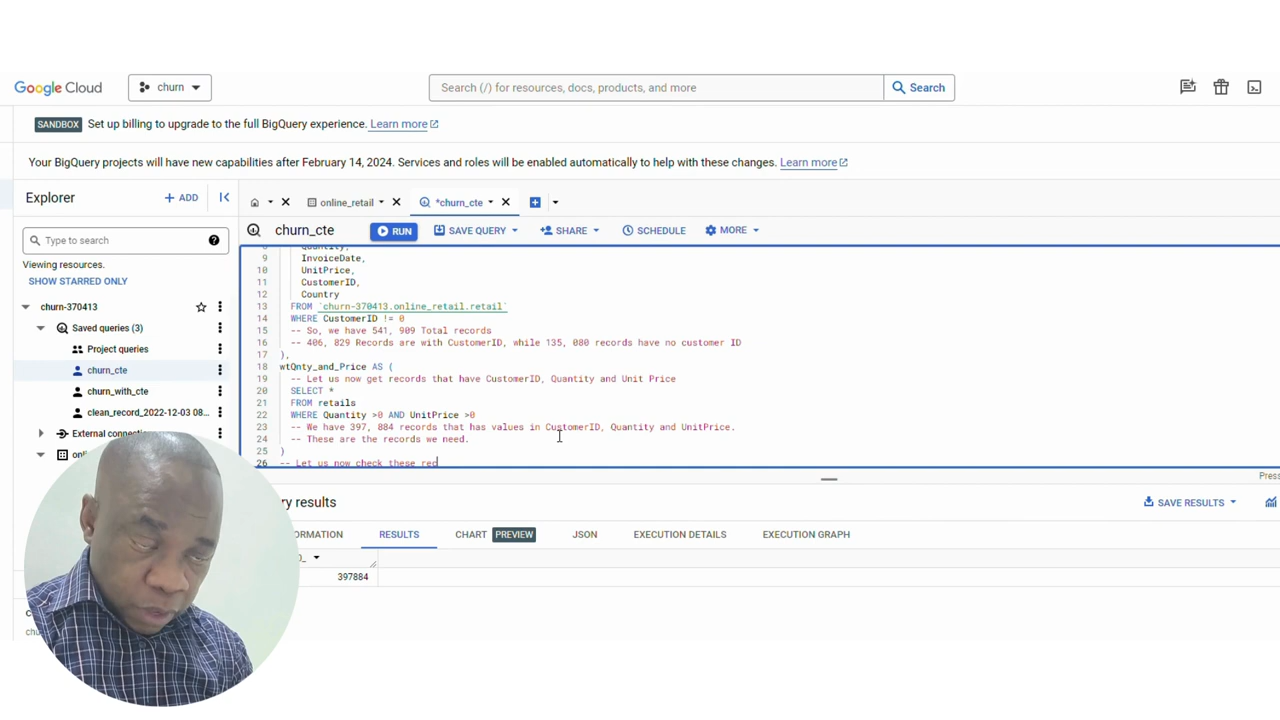 Google Cloud
churn
Search (/) for resources, docs, products, and more
Search
SANDBOX Set up billing to upgrade to the full BigQuery experience. Learn more
Your BigQuery projects will have new capabilities after February 14, 2024. Services and roles will be enabled automatically to help with these changes. Learn more
Explorer
+ ADD
online_retail
*churn_cte
churn_cte
RUN
SAVE QUERY
SHARE
SCHEDULE
MORE
Type to search
Viewing resources.
SHOW STARRED ONLY
churn-370413
Saved queries (3)
Project queries
churn_cte
churn_with_cte
clean_record_2022-12-03 08...
External connec
onl
Quantity,
9 InvoiceDate,
10 UnitPrice,
11 CustomerID,
12 Country
13 FROM `churn-370413.online_retail.retail`
14 WHERE CustomerID != 0
15 -- So, we have 541, 909 Total records
16 -- 406, 829 Records are with CustomerID, while 135, 080 records have no customer ID
17 ),
18 wtQnty_and_Price AS (
19 -- Let us now get records that have CustomerID, Quantity and Unit Price
20 SELECT *
21 FROM retails
22 WHERE Quantity >0 AND UnitPrice >0
23 -- We have 397, 884 records that has values in CustomerID, Quantity and UnitPrice.
24 -- These are the records we need.
25 )
26 -- Let us now check these rec
Press
ry results
SAVE RESULTS
ORMATION
RESULTS
CHART PREVIEW
JSON
EXECUTION DETAILS
EXECUTION GRAPH
397884